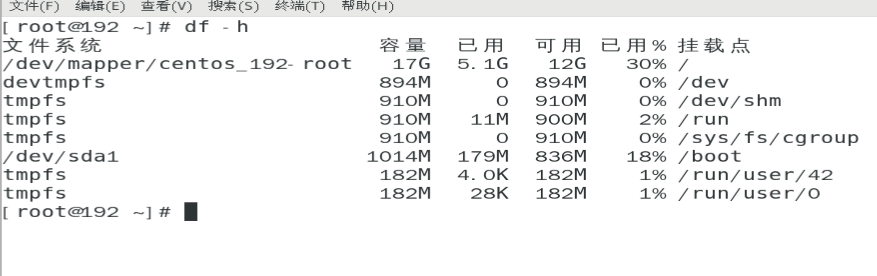 文件(F) 编辑(E) 查看(V) 搜索(S) 终端(T) 帮助(H)
[root@192 ~]# df -h
文件系统 容量 已用 可用 已用% 挂载点
/dev/mapper/centos_192-root 17G 5.1G 12G 30% /
devtmpfs 894M 0 894M 0% /dev
tmpfs 910M 0 910M 0% /dev/shm
tmpfs 910M 11M 900M 2% /run
tmpfs 910M 0 910M 0% /sys/fs/cgroup
/dev/sda1 1014M 179M 836M 18% /boot
tmpfs 182M 4.0K 182M 1% /run/user/42
tmpfs 182M 28K 182M 1% /run/user/0
[root@192 ~]#